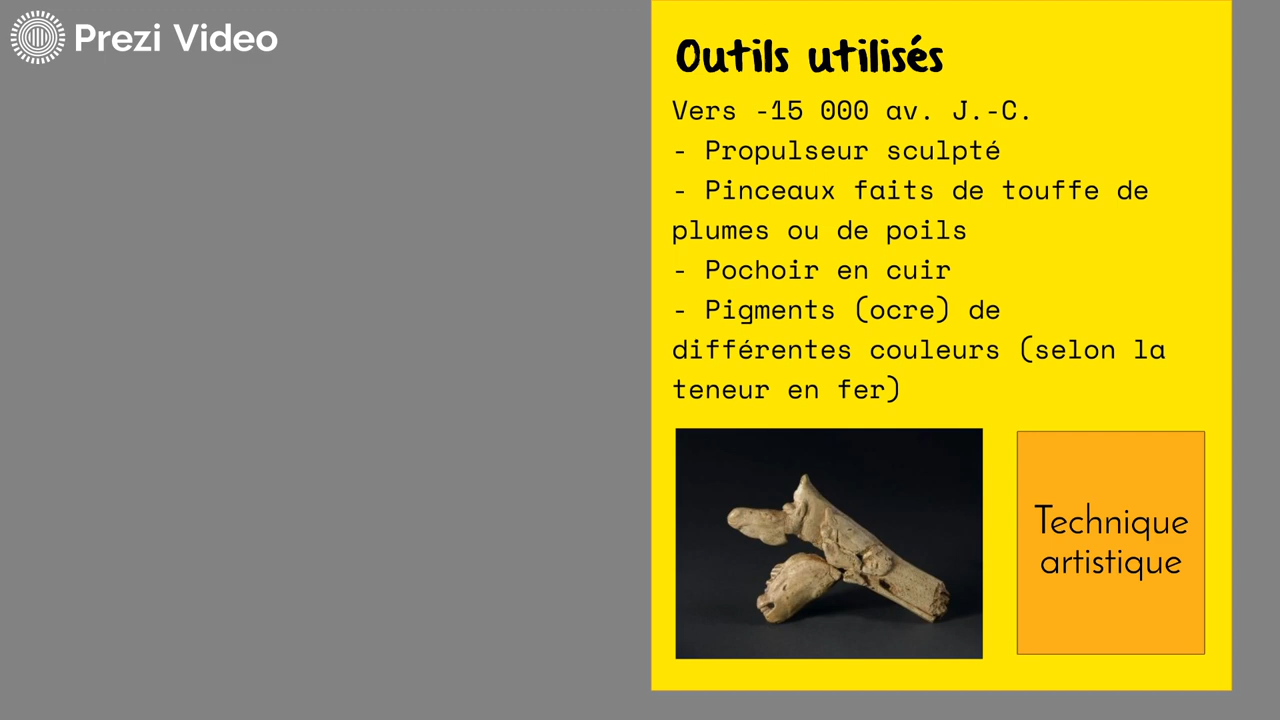 Prezi Video
Outils utilisés
Vers -15 000 av. J.-C.
- Propulseur sculpté
- Pinceaux faits de touffe de
plumes ou de poils
- Pochoir en cuir
- Pigments (ocre) de
différentes couleurs (selon la
teneur en fer)
Technique
artistique